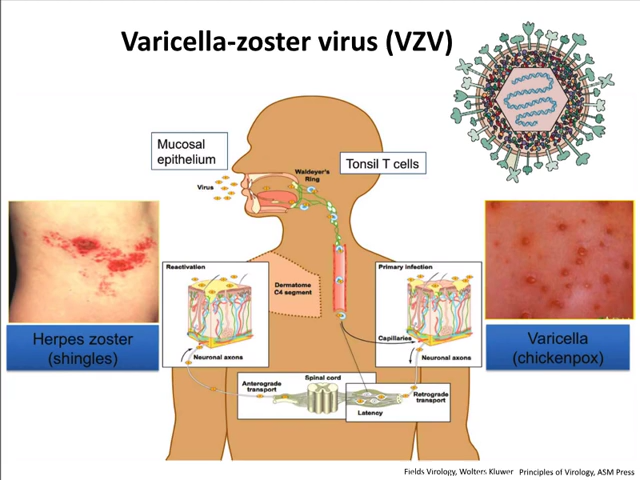 Varicella-zoster virus (VZV)
Mucosal
epithelium
Tonsil T cells
Waldeyer's
Ring
Virus
Reactivation
Dermatome
C4 segment
Primary infection
Herpes zoster
(shingles)
Varicella
(chickenpox)
Capillaries
Neuronal axons
Neuronal axons
Anterograde
transport
Spinal cord
Latency
Retrograde
transport
Fields Virology, Wolters Kluwer Principles of Virology, ASM Press